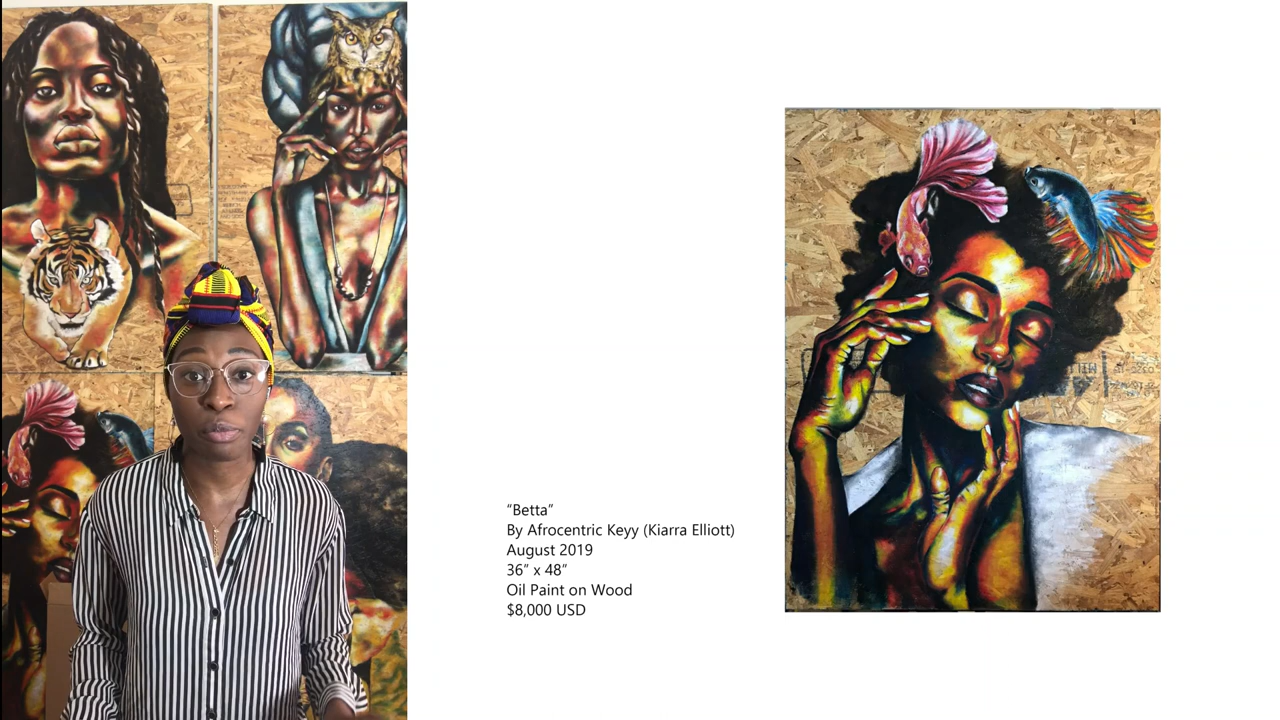 "Betta"
By Afrocentric Keyy (Kiarra Elliott)
August 2019
36" x 48"
Oil Paint on Wood
$8,000 USD